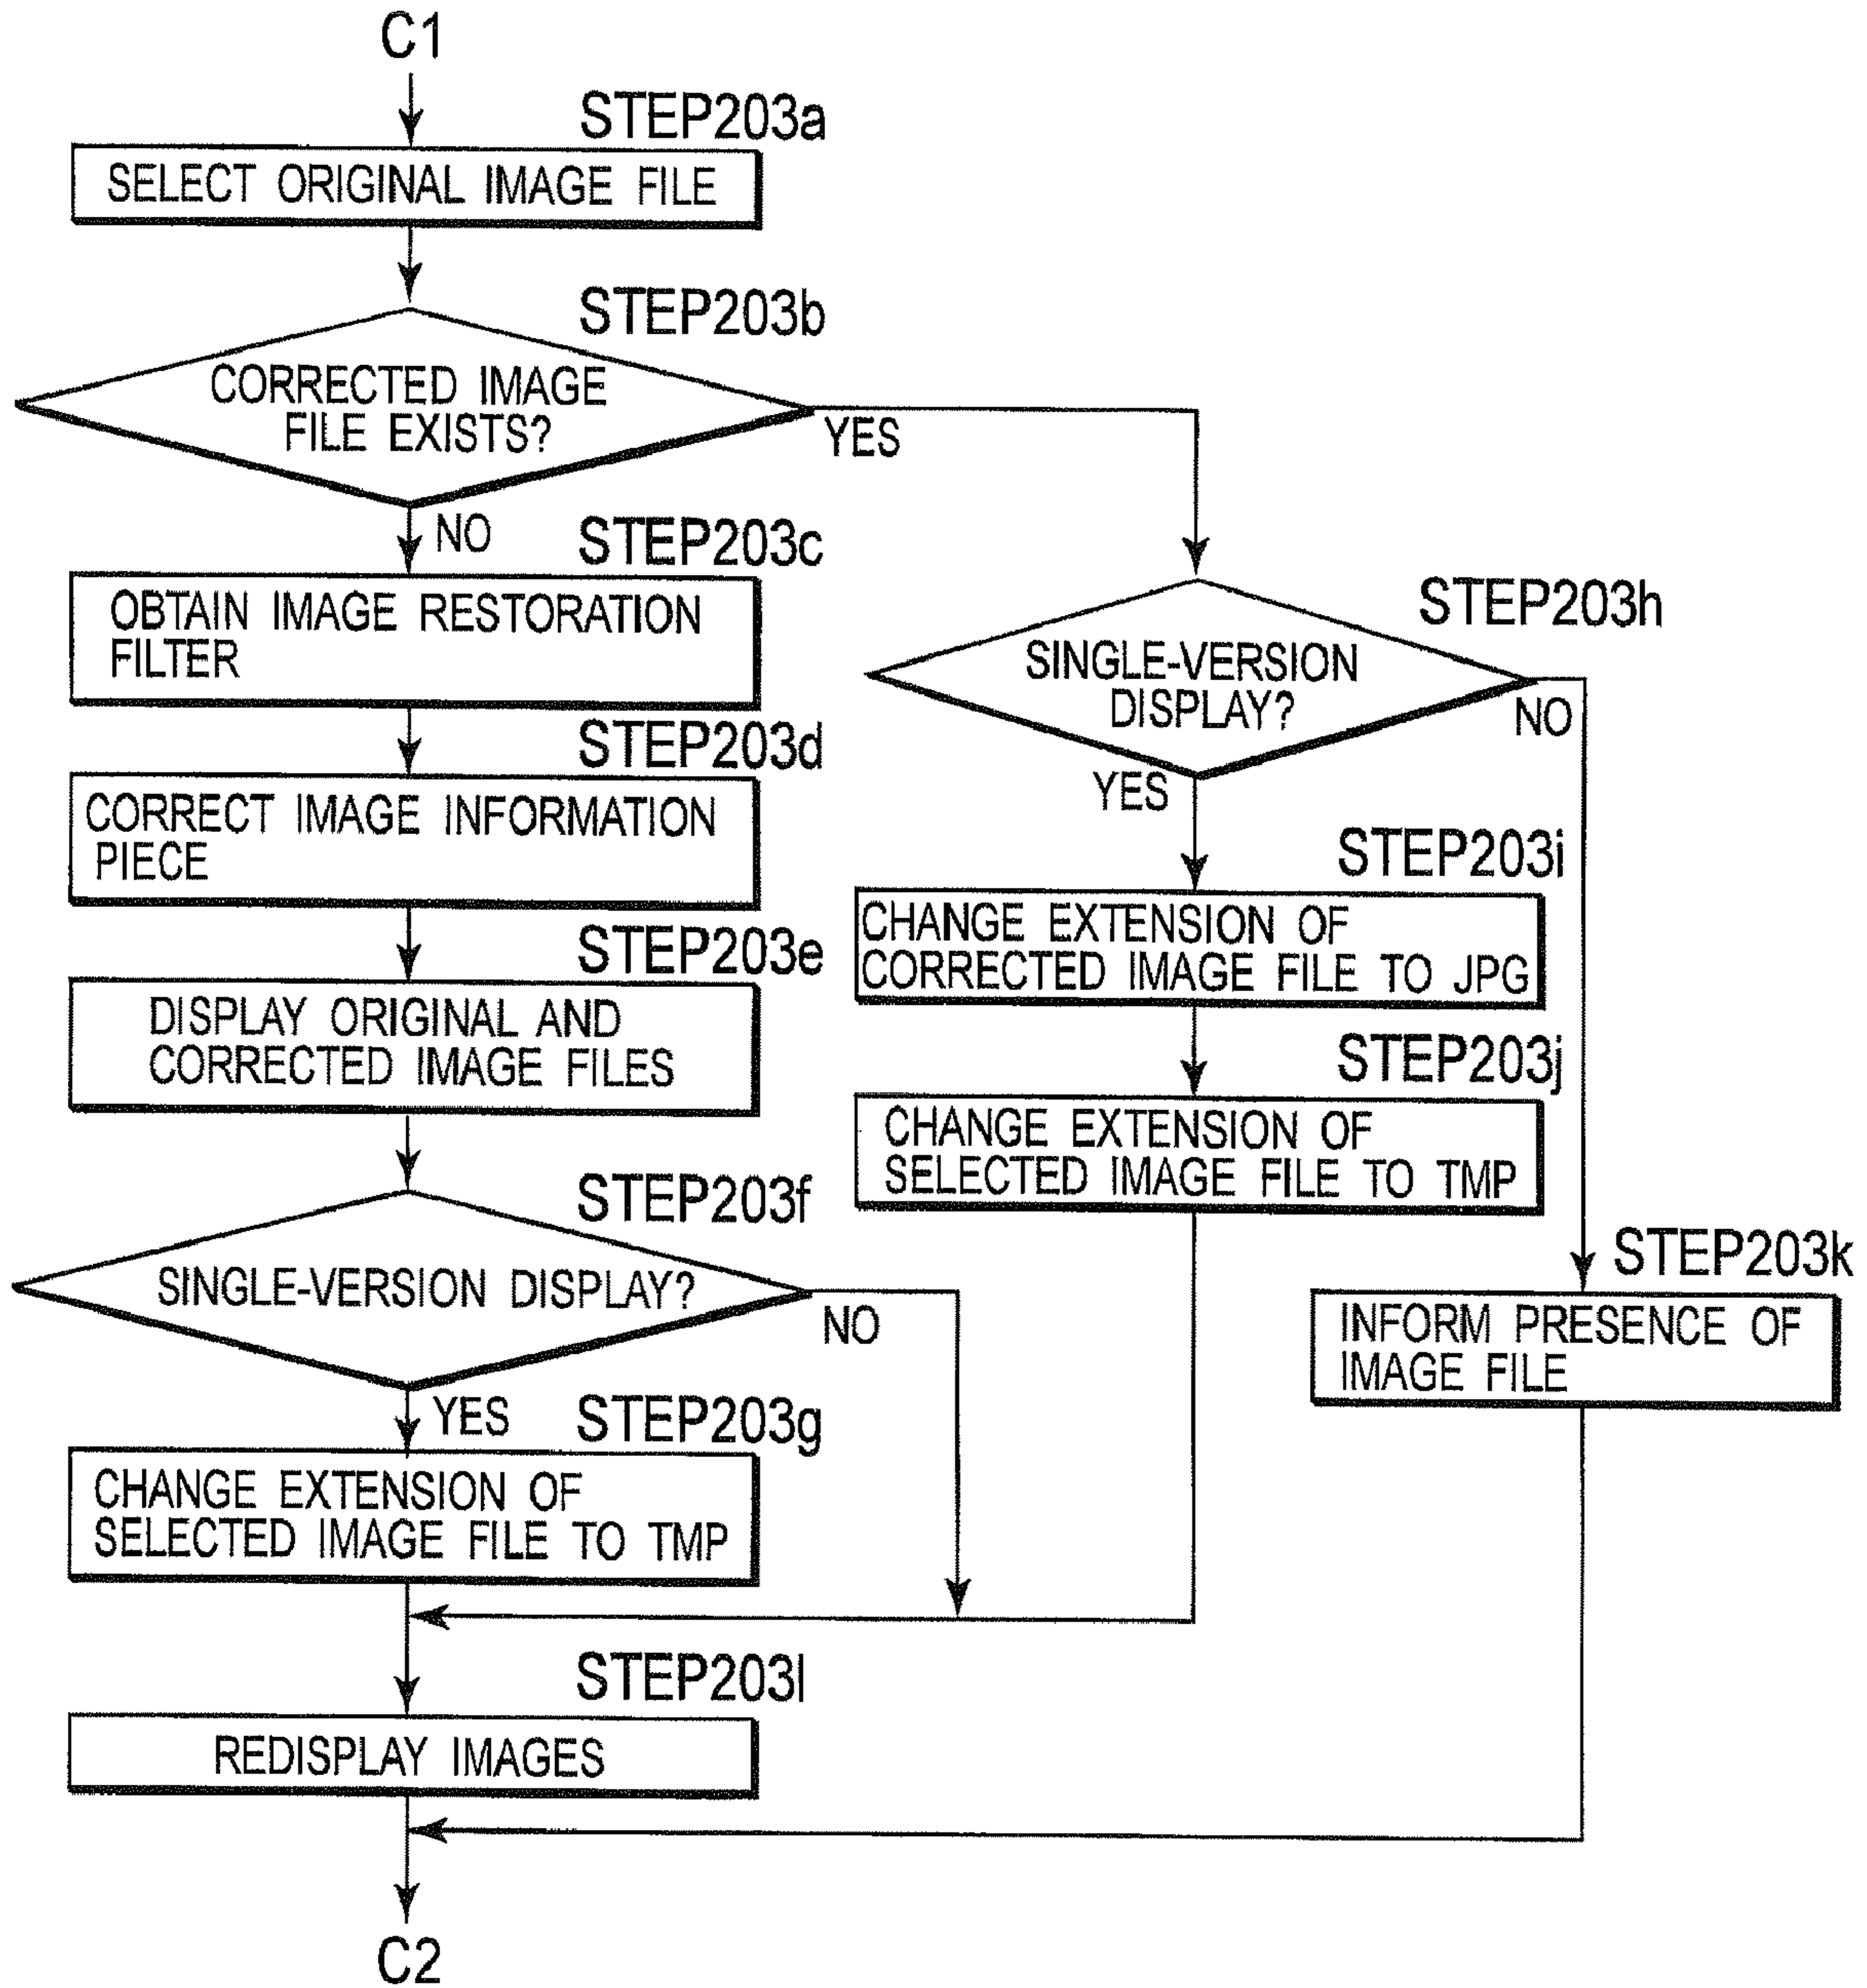 C1
STEP203a
SELECT ORIGINAL IMAGE FILE
STEP203b
CORRECTED IMAGE
FILE EXISTS?
YES
NO
STEP203c
OBTAIN IMAGE RESTORATION
FILTER
STEP203d
CORRECT IMAGE INFORMATION
PIECE
STEP203e
DISPLAY ORIGINAL AND
CORRECTED IMAGE FILES
STEP203f
SINGLE-VERSION DISPLAY?
NO
YES
STEP203g
CHANGE EXTENSION OF
SELECTED IMAGE FILE TO TMP
STEP203h
SINGLE-VERSION
DISPLAY?
NO
YES
STEP203i
CHANGE EXTENSION OF
CORRECTED IMAGE FILE TO JPG
STEP203j
CHANGE EXTENSION OF
SELECTED IMAGE FILE TO TMP
STEP203k
INFORM PRESENCE OF
IMAGE FILE
STEP203l
REDISPLAY IMAGES
C2